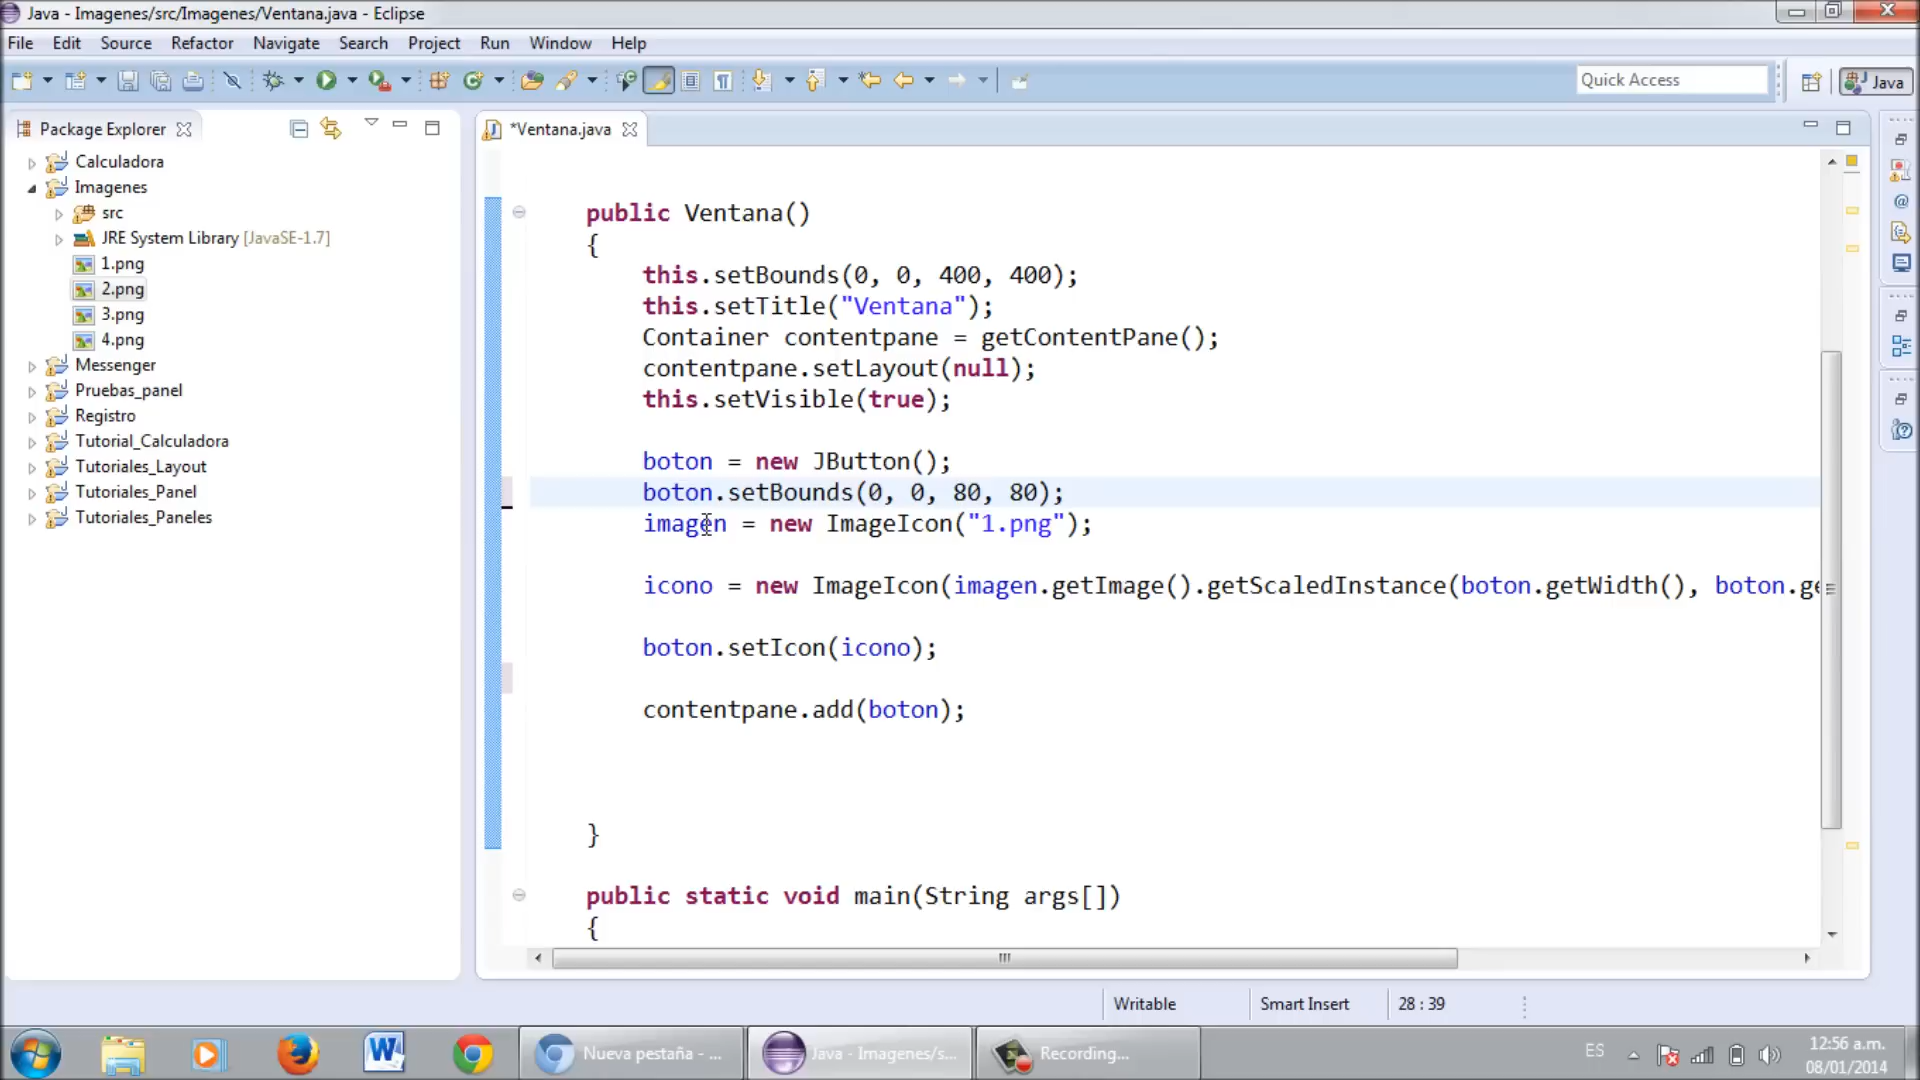 Java - Imagenes/src/Imagenes/Ventana.java - Eclipse
File Edit Source Refactor Navigate Search Project Run Window Help
Quick Access
Java
Package Explorer
Calculadora
Imagenes
src
JRE System Library [JavaSE-1.7]
1.png
2.png
3.png
4.png
Messenger
Pruebas_panel
Registro
Tutorial_Calculadora
Tutoriales_Layout
Tutoriales_Panel
Tutoriales_Paneles
*Ventana.java
public Ventana()
{
this.setBounds(0, 0, 400, 400);
this.setTitle("Ventana");
Container contentpane = getContentPane();
contentpane.setLayout(null);
this.setVisible(true);
boton = new JButton();
boton.setBounds(0, 0, 80, 80);
imagen = new ImageIcon("1.png");
icono = new ImageIcon(imagen.getImage().getScaledInstance(boton.getWidth(), boton.ge
boton.setIcon(icono);
contentpane.add(boton);
}
public static void main(String args[])
{
Writable Smart Insert 28 : 39
Nueva pestaña - ...
Java - Imagenes/s...
Recording...
ES
12:56 a.m.
08/01/2014